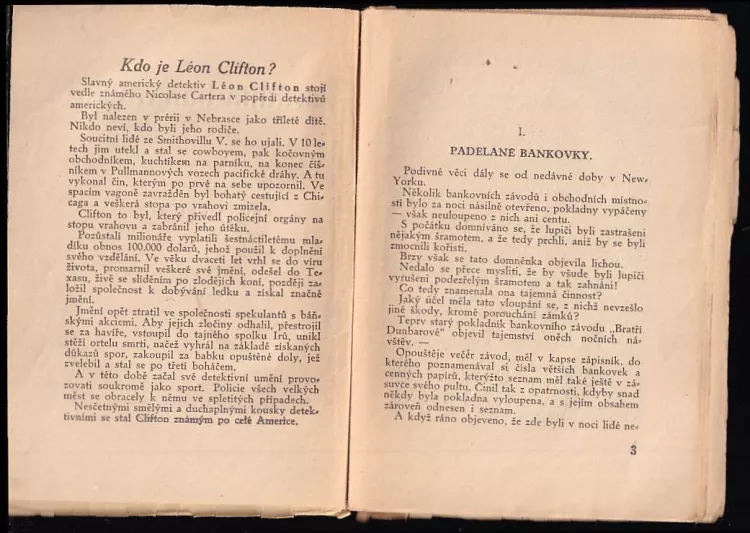 Kdo je Léon Clifton?
Slavný americký detektiv Léon Clifton stojí
vedle známého Nicolase Cartera v popředí detektivů
amerických.
Byl nalezen v prérii v Nebrasce jako tříleté dítě.
Nikdo neví, kdo byli jeho rodiče.
Soucitní lidé ze Smithovillu V. se ho ujali. V 10 le-
tech jim utekl a stal se cowboyem, pak kočovným
obchodníkem, kuchtíkem na parníku, na konec číš-
níkem v Pullmannových vozech pacifické dráhy. A tu
vykonal čin, kterým po prvé na sebe upozornil. Ve
spacím vagoně zavražděn byl bohatý cestující z Chi-
caga a veškerá stopa po vrahovi zmizela.
Clifton to byl, který přivedl policejní orgány na
stopu vrahovu a zabránil jeho útěku.
Pozůstalí milionáře vyplatili šestnáctiletému mla-
díku obnos 100.000 dolarů, jehož použil k doplnění
svého vzdělání. Ve věku dvaceti let vrhl se do víru
života, promarnil veškeré své jmění, odešel do Te-
xasu, živě se slíděním po zlodějích koní, později za-
ložil společnost k dobývání ledku a získal značné
jmění.
Jmění opět ztratil ve společnosti spekulantů s báň-
skými akciemi. Aby jejich zločiny odhalil, přestrojil
se za havíře, vstoupil do tajného spolku Irů, unikl
stěží ortelu smrti, načež vyhrál na základě získaných
důkazů spor, zakoupil za babku opuštěné doly, jež
zvelebil a stal se po třetí boháčem.
A v této době začal své detektivní umění provo-
zovati soukromě jako sport. Policie všech velkých
měst se obracely k němu ve spletitých případech.
Nesčetnými smělými a duchaplnými kousky detek-
tivními se stal Clifton známým po celé Americe.
I.
PADELANÉ BANKOVKY.
Podivné věci dály se od nedávné doby v New-
Yorku.
Několik bankovních závodů i obchodních místno-
stí bylo za noci násilně otevřeno, pokladny vypáčeny
— však neuloupeno z nich ani centu.
S počátku domníváno se, že lupiči byli zastrašeni
nějakým šramotem, a že tedy prchli, aniž by se byli
zmocnili kořisti.
Brzy však se tato domněnka objevila lichou.
Nedalo se přece mysliti, že by všude byli lupiči
vyrušeni podezřelým šramotem a tak zahnáni!
Co tedy znamenala ona tajemná činnost?
Jaký účel měla tato vloupání se, z nichž nevzešlo
jiné škody, kromě porouchání zámků?
Teprv starý pokladník bankovního závodu „Bratří
Dunbarové" objevil tajemství oněch nočních ná-
vštěv. —
Opouštěje večer závod, měl v kapse zápisník, do
kterého poznamenával si čísla větších bankovek a
cenných papírů, kterýžto seznam měl také ještě v zá-
suvce svého pultu. Činil tak z opatrnosti, kdyby snad
někdy byla pokladna vyloupena, a s jejím obsahem
zároveň odnesen i seznam.
A když ráno objeveno, že zde byli v noci lidé ne-
3